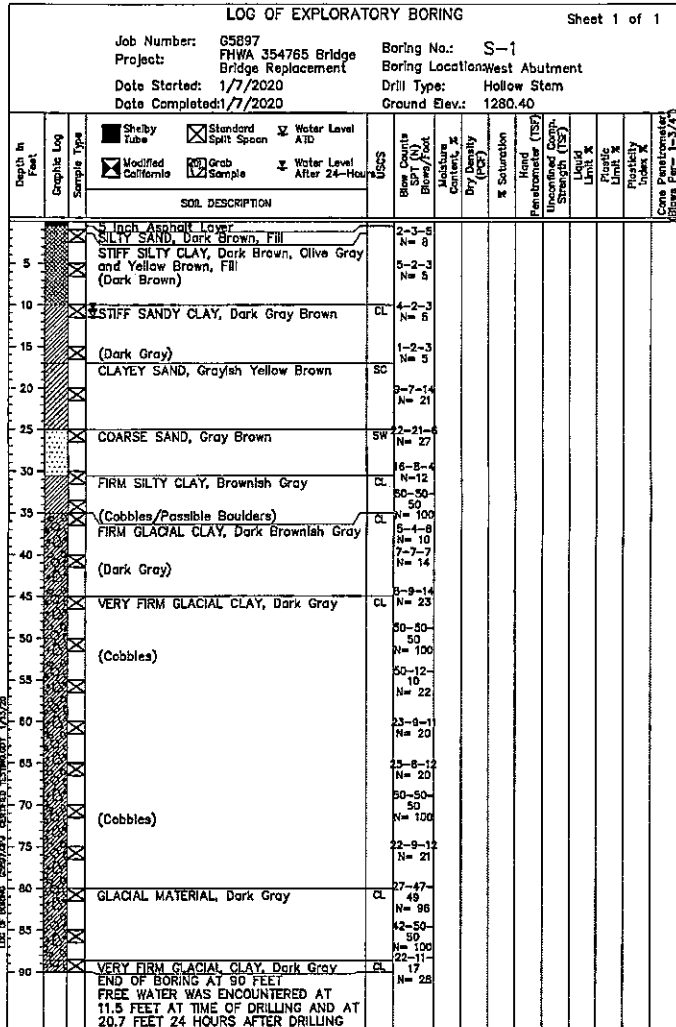 LOG OF EXPLORATORY BORING
Sheet 1 of 1
Job Number: G5897
Project: FHWA 354765 Bridge
Bridge Replacement
Date Started: 1/7/2020
Date Completed:1/7/2020
Boring No.: S-1
Boring Location:West Abutment
Drill Type: Hollow Stem
Ground Elev.: 1280.40
Depth In Feet
Graphic Log
Sample Type
Shelby Tube
Standard Split Spoon
Water Level ATD
Modified California
Grab Sample
Water Level After 24-Hours
SOIL DESCRIPTION
USCS
Blow Counts SPT (N) Blows/Foot
Moisture Content, %
Dry Density (PCF)
% Saturation
Hand Penetrometer (TSF)
Unconfined Comp. Strength (TSF)
Liquid Limit %
Plastic Limit %
Plasticity Index %
Cone Penetrometer
5 Inch Asphalt Layer
SILTY SAND, Dark Brown, Fill
2-3-5
N= 8
STIFF SILTY CLAY, Dark Brown, Olive Gray
and Yellow Brown, Fill
(Dark Brown)
5
5-2-3
N= 5
10
STIFF SANDY CLAY, Dark Gray Brown
CL
4-2-3
N= 5
15
(Dark Gray)
1-2-3
N= 5
CLAYEY SAND, Grayish Yellow Brown
SC
20
9-7-14
N= 21
25
COARSE SAND, Gray Brown
SW
22-21-6
N= 27
30
16-8-4
N=12
FIRM SILTY CLAY, Brownish Gray
CL
50-50-
50
N= 100
35
(Cobbles/Possible Boulders)
CL
FIRM GLACIAL CLAY, Dark Brownish Gray
N= 10
40
7-7-7
N= 14
(Dark Gray)
45
VERY FIRM GLACIAL CLAY, Dark Gray
CL
N= 23
50
50-50-
50
N= 100
(Cobbles)
55
50-12-
10
N= 22
60
23-9-11
N= 20
65
25-8-12
N= 20
70
50-50-
50
N= 100
(Cobbles)
75
22-9-12
N= 21
80
GLACIAL MATERIAL, Dark Gray
CL
27-47-
49
N= 96
85
42-50-
50
N= 100
90
VERY FIRM GLACIAL CLAY, Dark Gray
CL
22-11-
17
N= 28
END OF BORING AT 90 FEET
FREE WATER WAS ENCOUNTERED AT
11.5 FEET AT TIME OF DRILLING AND AT
20.7 FEET 24 HOURS AFTER DRILLING